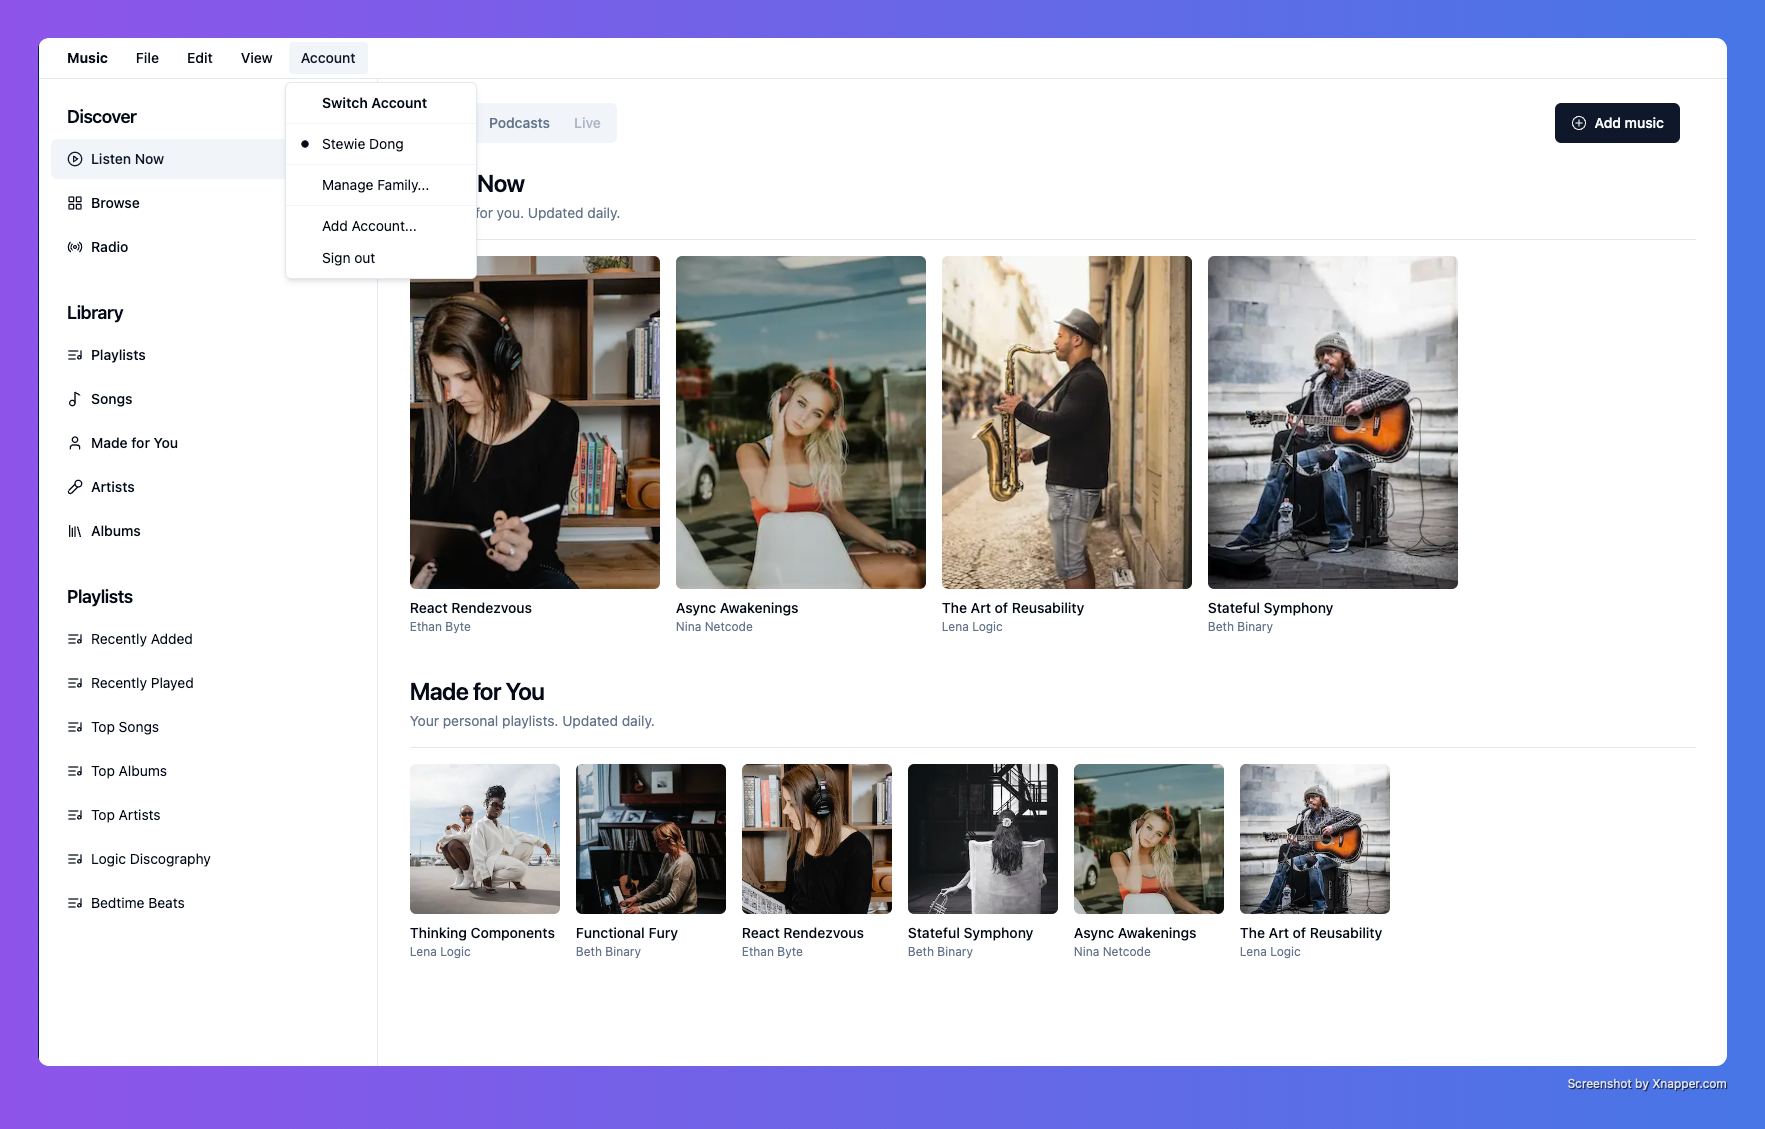 Music File Edit View Account
Switch Account
Stewie Dong
Manage Family...
Add Account...
Sign out
Discover
Listen Now
Browse
Radio
Library
Playlists
Songs
Made for You
Artists
Albums
Playlists
Recently Added
Recently Played
Top Songs
Top Albums
Top Artists
Logic Discography
Bedtime Beats
Podcasts Live
Add music
Now
for you. Updated daily.
React Rendezvous
Ethan Byte
Async Awakenings
Nina Netcode
The Art of Reusability
Lena Logic
Stateful Symphony
Beth Binary
Made for You
Your personal playlists. Updated daily.
Thinking Components
Lena Logic
Functional Fury
Beth Binary
React Rendezvous
Ethan Byte
Stateful Symphony
Beth Binary
Async Awakenings
Nina Netcode
The Art of Reusability
Lena Logic
Screenshot by Xnapper.com